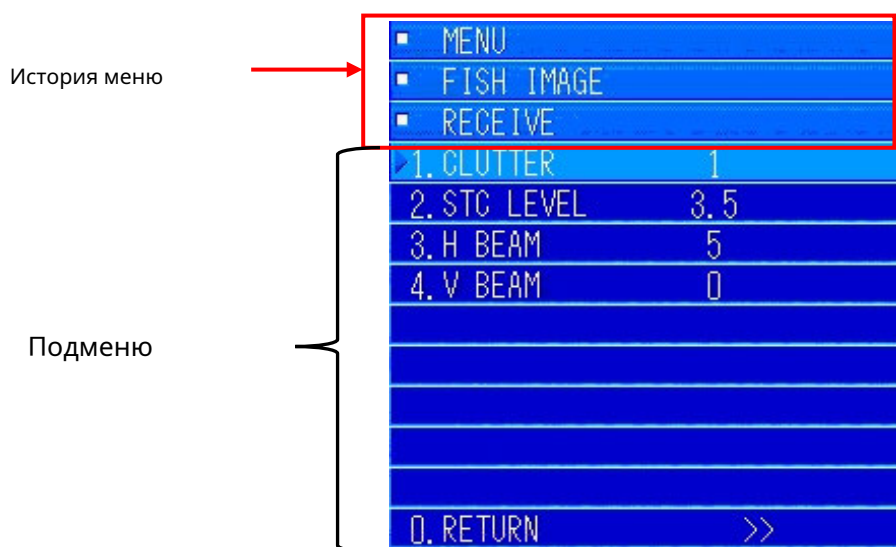 История меню
MENU
FISH IMAGE
RECEIVE
1. CLUTTER 1
2. STC LEVEL 3.5
3. H BEAM 5
4. V BEAM 0
Подменю
0. RETURN >>